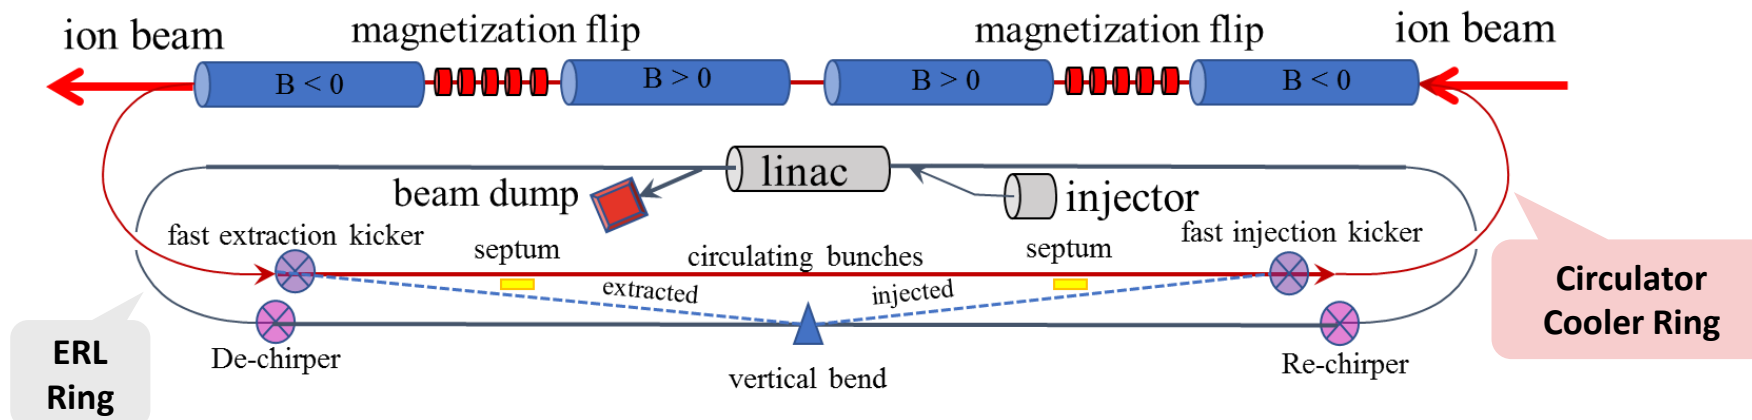 ion beam
magnetization flip
magnetization flip
ion beam
B < 0
B > 0
B > 0
B < 0
linac
beam dump
injector
fast extraction kicker
septum
circulating bunches
septum
fast injection kicker
extracted
injected
Circulator
Cooler Ring
ERL
Ring
De-chirper
vertical bend
Re-chirper